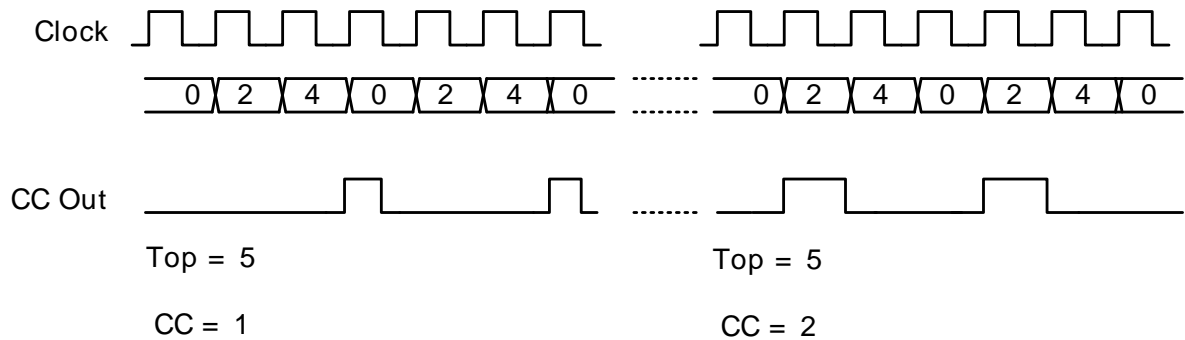 Clock
0 2 4 0 2 4 0 0 2 4 0 2 4 0
CC Out
Top = 5 Top = 5
CC = 1 CC = 2